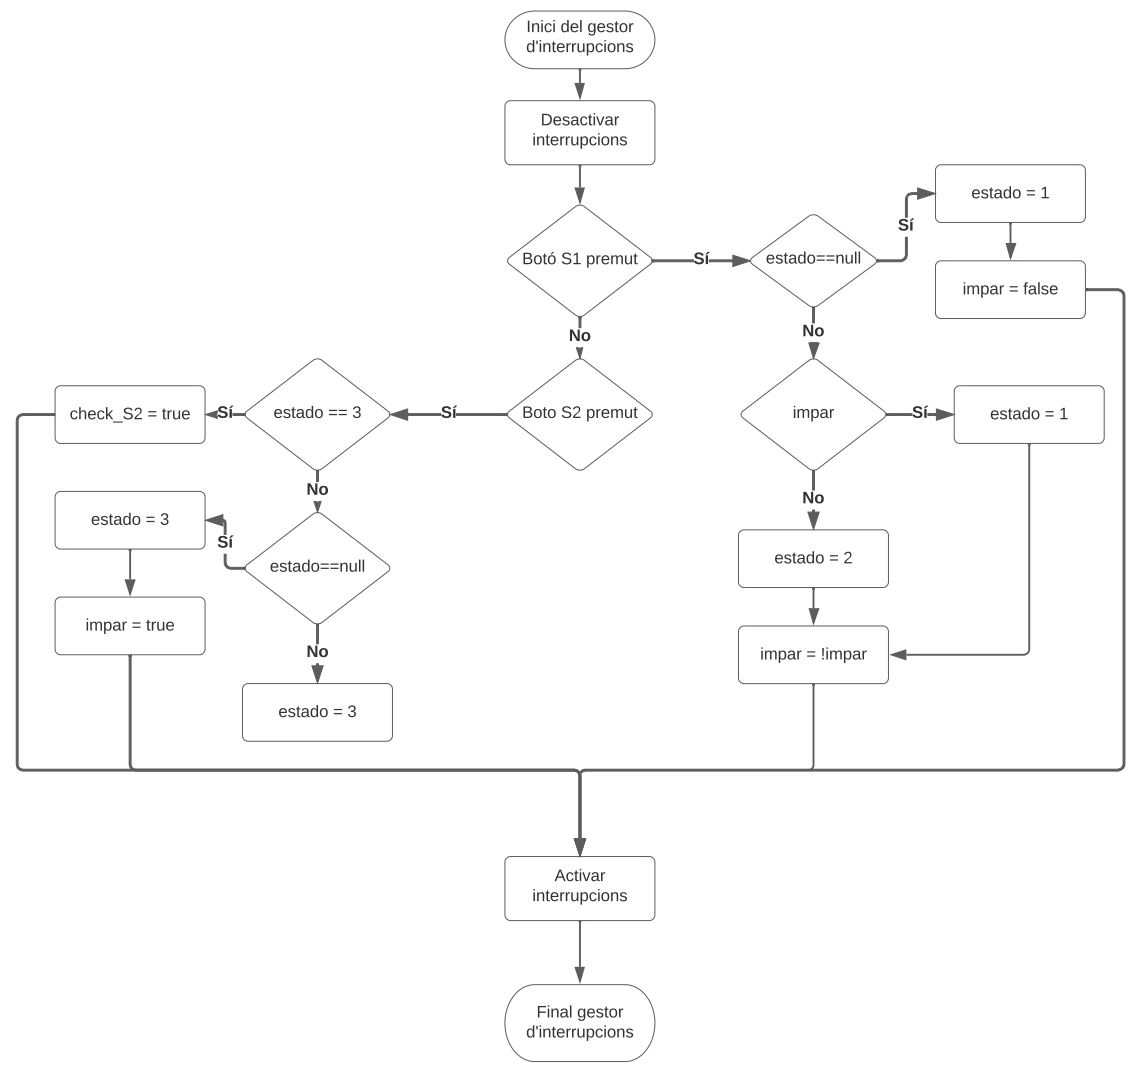 Inici del gestor
d'interrupcions
Desactivar
interrupcions
estado = 1
Sí
Botó S1 premut
Sí
estado==null
impar = false
No
No
check_S2 = true
Sí
estado == 3
Sí
Boto S2 premut
impar
Sí
estado = 1
No
No
estado = 3
Sí
estado==null
estado = 2
impar = true
No
impar = !impar
estado = 3
Activar
interrupcions
Final gestor
d'interrupcions